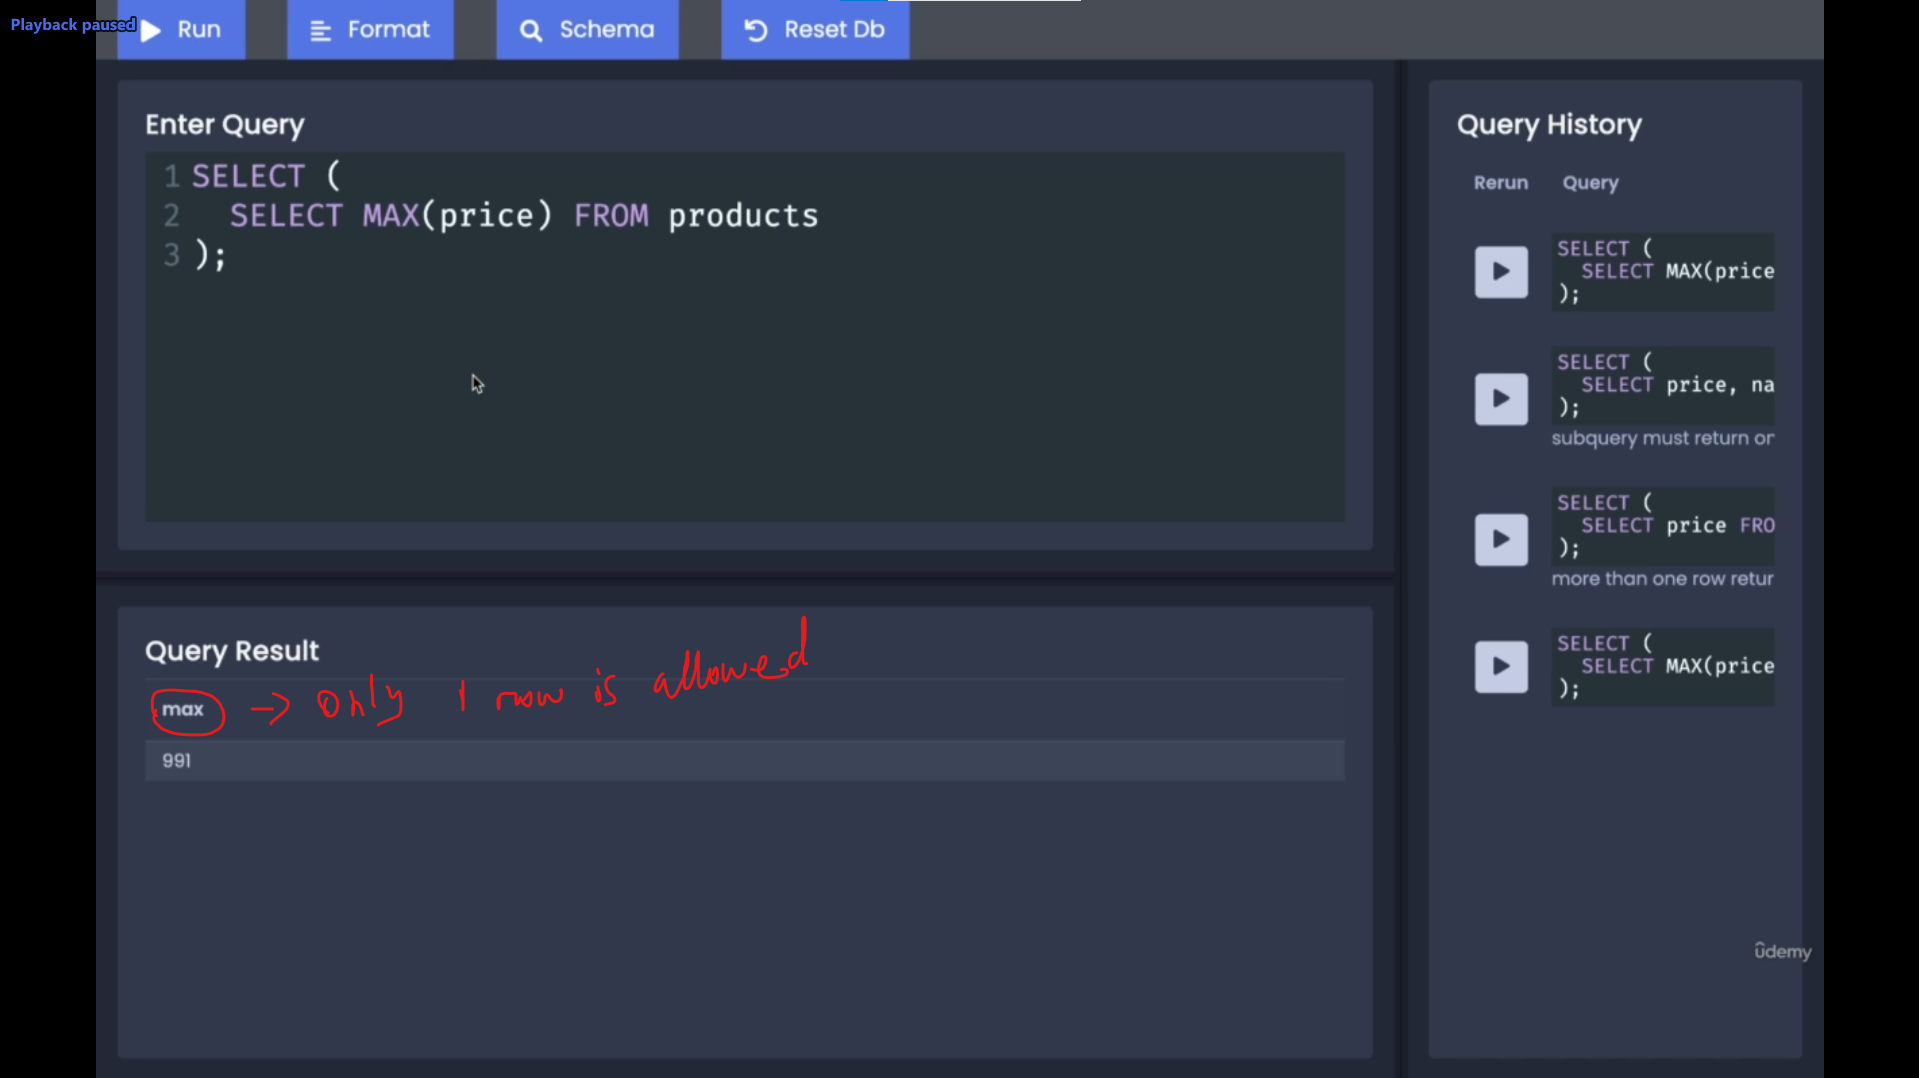 Playback paused
Run Format Schema Reset Db
Enter Query
1 SELECT (
2 SELECT MAX(price) FROM products
3 );
Query Result
max → only 1 row is allowed
991
Query History
Rerun Query
SELECT (
SELECT MAX(price
);
SELECT (
SELECT price, na
);
subquery must return or
SELECT (
SELECT price FRO
);
more than one row retur
SELECT (
SELECT MAX(price
);
ûdemy